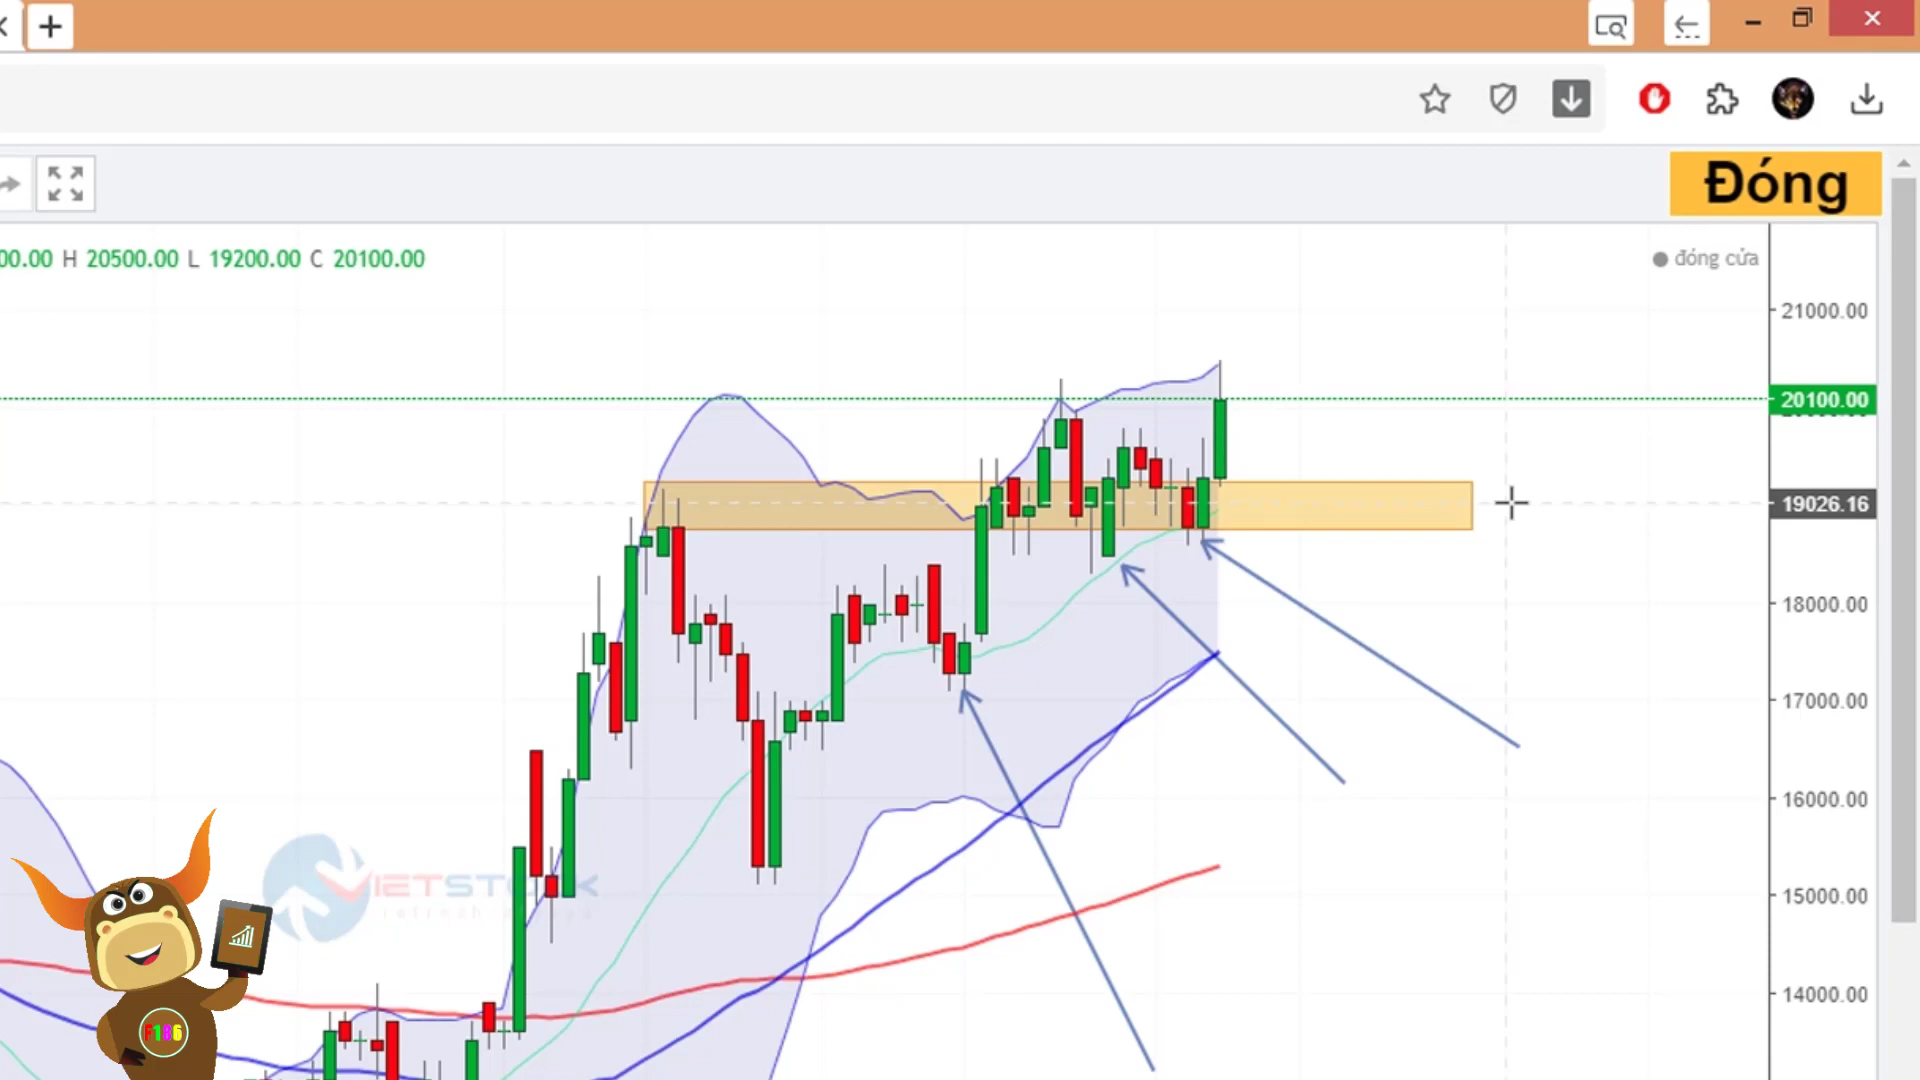 Đóng
00.00 H 20500.00 L 19200.00 C 20100.00
đóng cửa
21000.00
20100.00
19026.16
18000.00
17000.00
16000.00
15000.00
14000.00
VIETSTOCK
F186